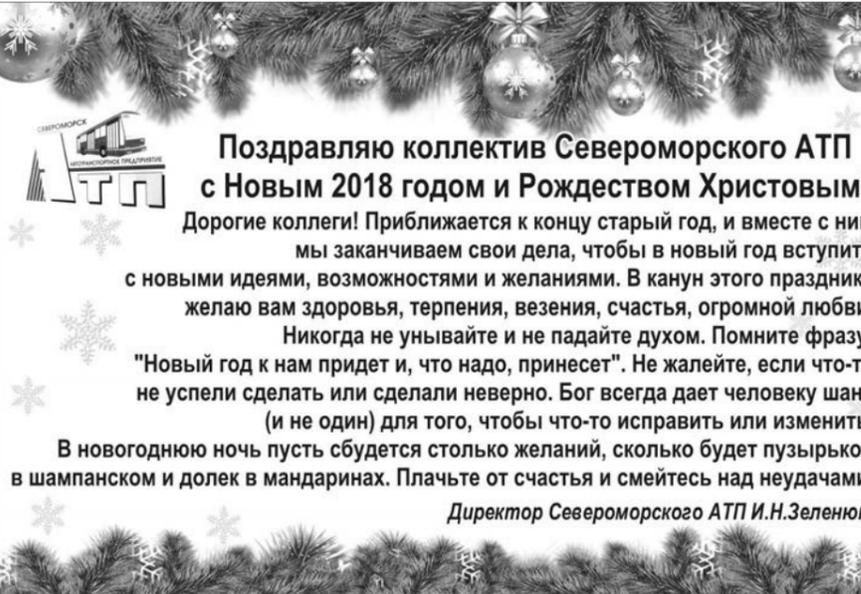 СЕВЕРОМОРСК
АВТОТРАНСПОРТНОЕ ПРЕДПРИЯТИЕ
АТП
Поздравляю коллектив Североморского АТП
с Новым 2018 годом и Рождеством Христовым
Дорогие коллеги! Приближается к концу старый год, и вместе с ни
мы заканчиваем свои дела, чтобы в новый год вступит
с новыми идеями, возможностями и желаниями. В канун этого праздник
желаю вам здоровья, терпения, везения, счастья, огромной любви
Никогда не унывайте и не падайте духом. Помните фразу
"Новый год к нам придет и, что надо, принесет". Не жалейте, если что-т
не успели сделать или сделали неверно. Бог всегда дает человеку шан
(и не один) для того, чтобы что-то исправить или изменить
В новогоднюю ночь пусть сбудется столько желаний, сколько будет пузырько
в шампанском и долек в мандаринах. Плачьте от счастья и смейтесь над неудачами
Директор Североморского АТП И.Н.Зеленю